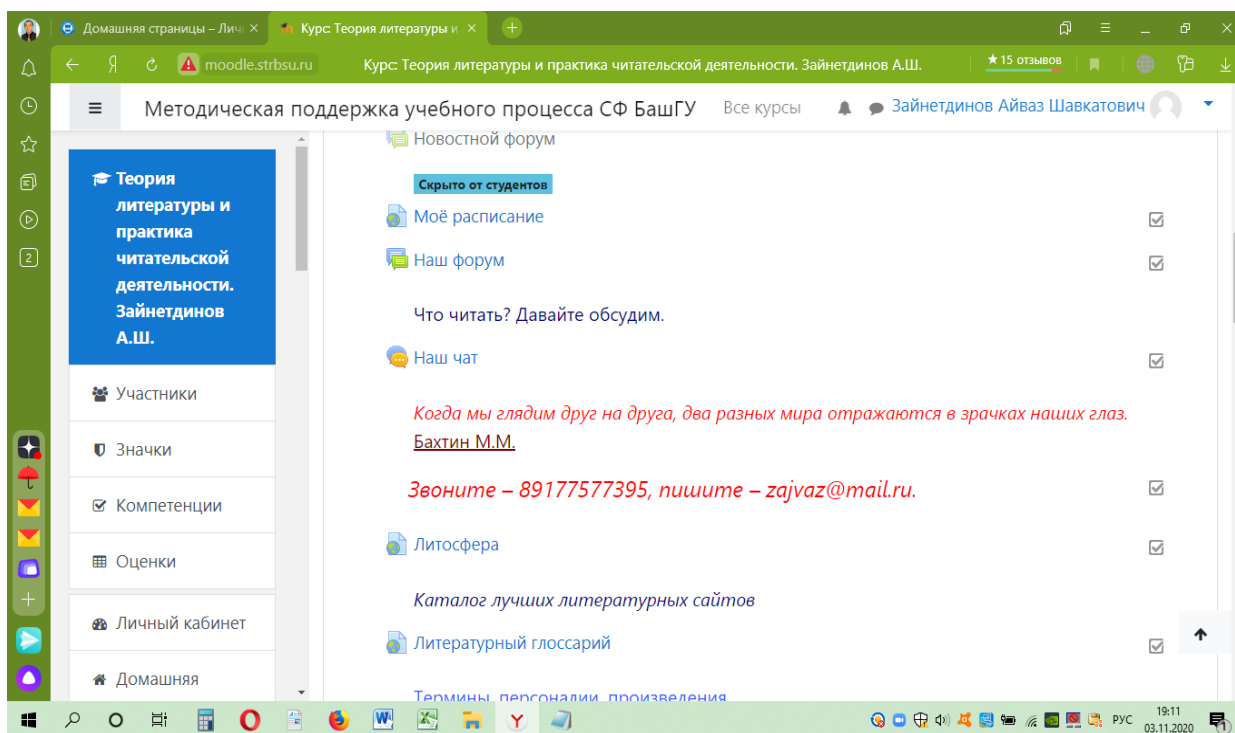 Домашняя страницы – Личн
Курс: Теория литературы и
moodle.strbsu.ru
Курс: Теория литературы и практика читательской деятельности. Зайнетдинов А.Ш.
★ 15 отзывов
Методическая поддержка учебного процесса СФ БашГУ
Все курсы
Зайнетдинов Айваз Шавкатович
Теория
литературы и
практика
читательской
деятельности.
Зайнетдинов
А.Ш.
Участники
Значки
Компетенции
Оценки
Личный кабинет
Домашняя
Новостной форум
Скрыто от студентов
Моё расписание
Наш форум
Что читать? Давайте обсудим.
Наш чат
Когда мы глядим друг на друга, два разных мира отражаются в зрачках наших глаз.
Бахтин М.М.
Звоните – 89177577395, пишите – zajvaz@mail.ru.
Литосфера
Каталог лучших литературных сайтов
Литературный глоссарий
Термины, персоналии, произведения
2
РУС
19:11
03.11.2020
1